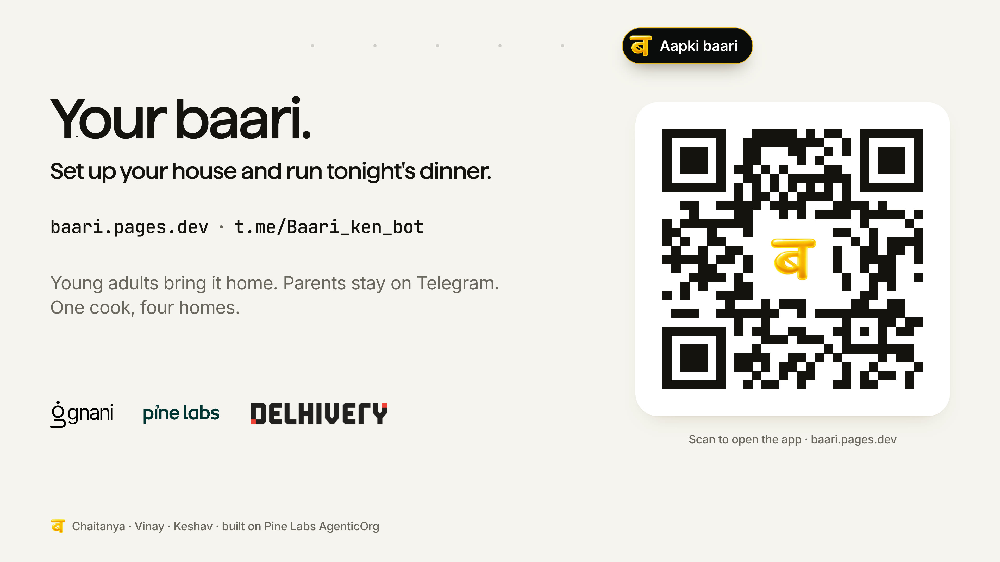 ब Aapki baari
Your baari.
Set up your house and run tonight's dinner.
baari.pages.dev · t.me/Baari_ken_bot
Young adults bring it home. Parents stay on Telegram.
One cook, four homes.
ब
gnani pine labs DELHIVERY
Scan to open the app · baari.pages.dev
ब Chaitanya · Vinay · Keshav · built on Pine Labs AgenticOrg